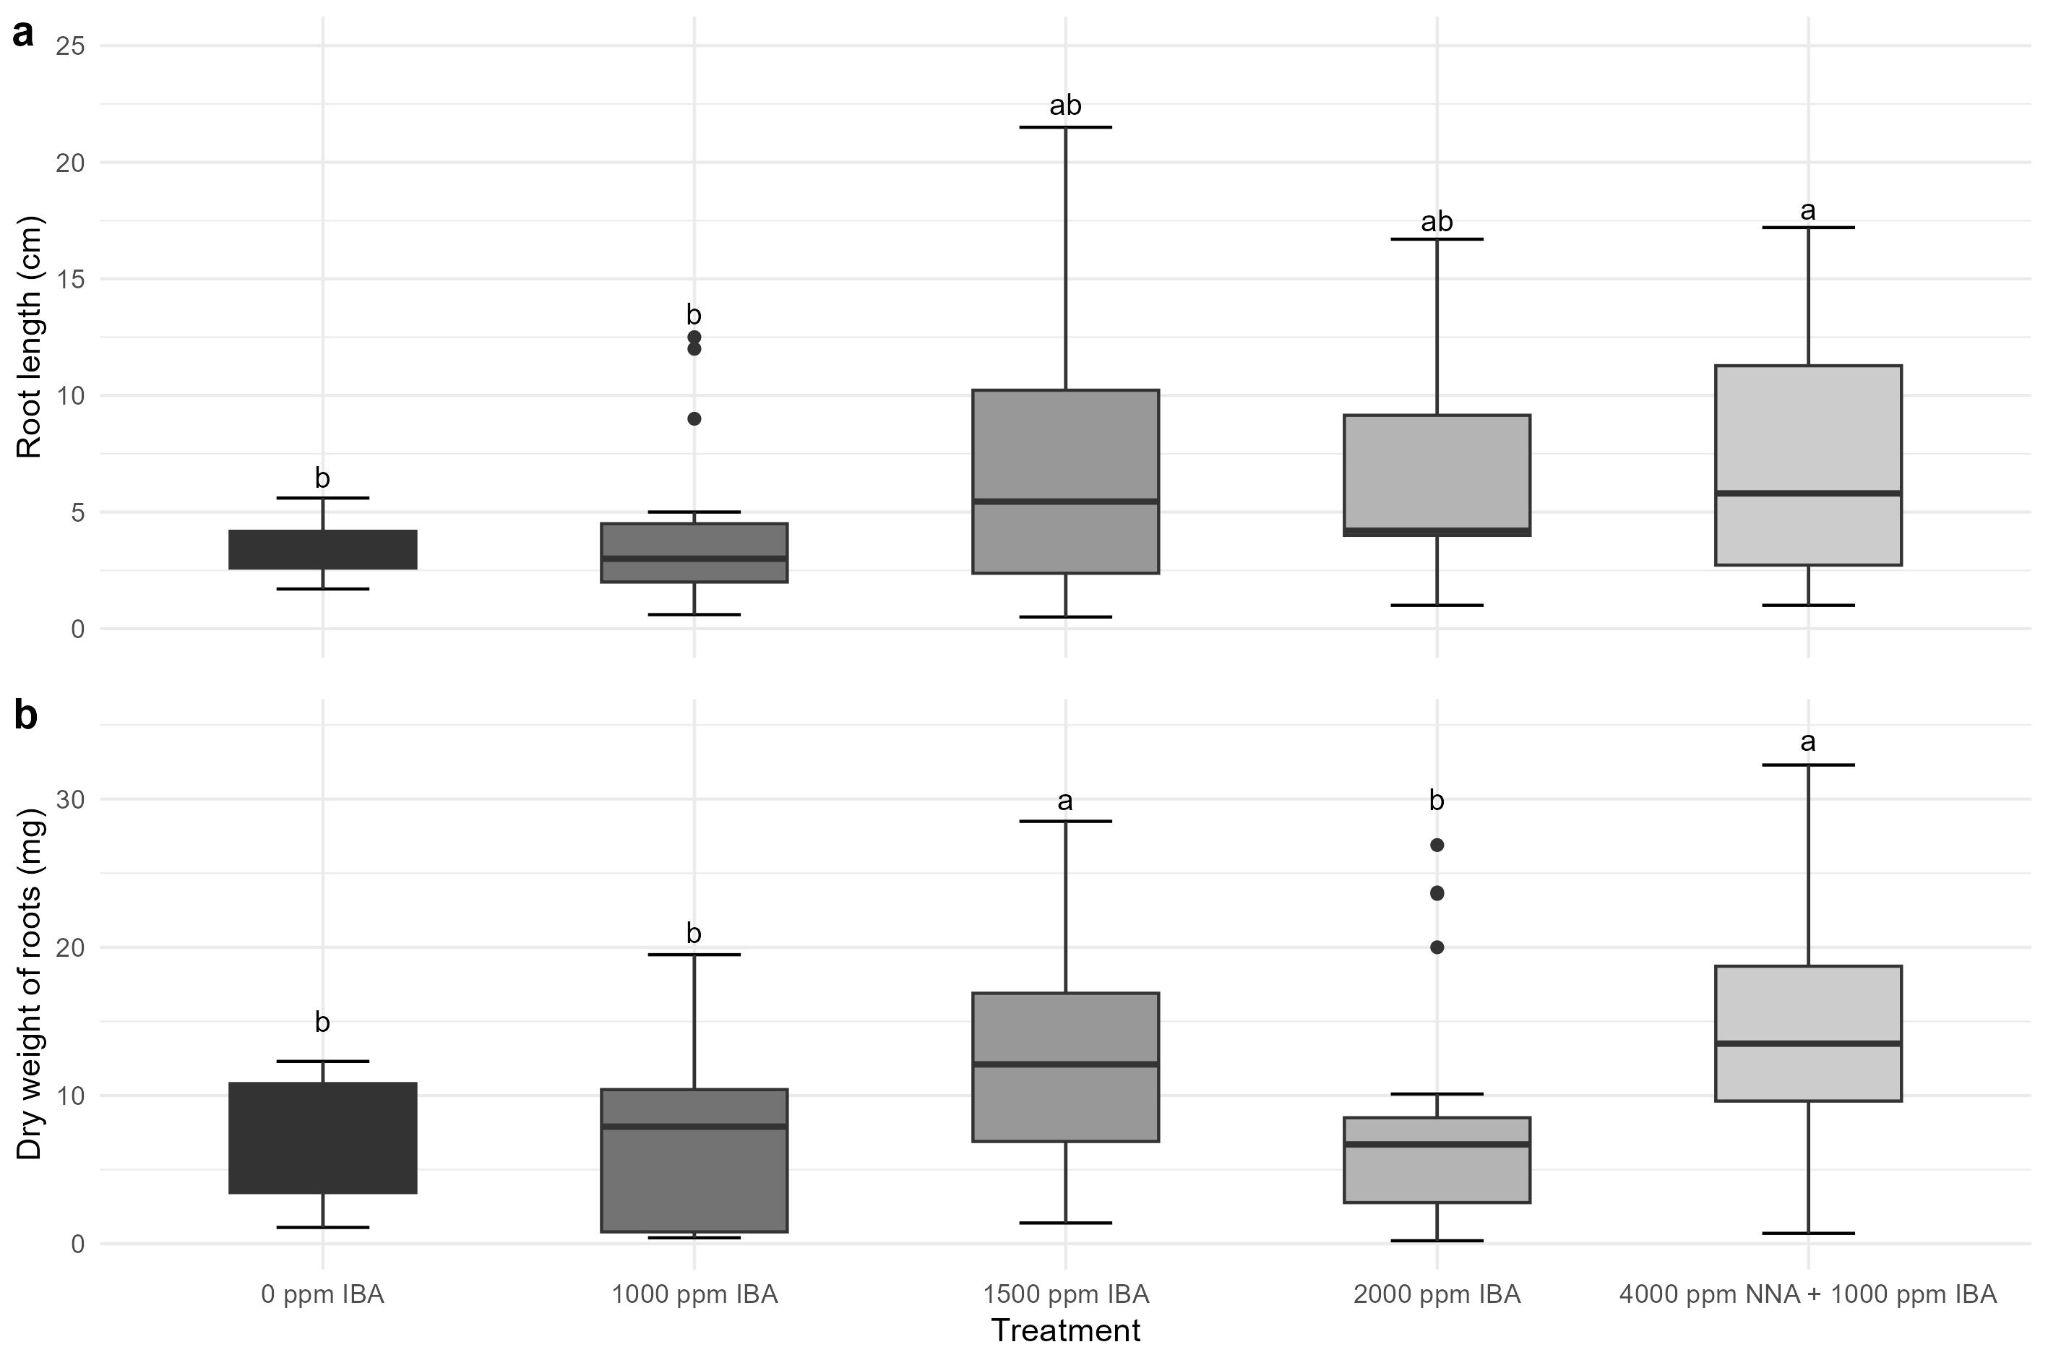 a
25
20
15
10
5
0
Root length (cm)
b
b
ab
ab
a
b
30
20
10
0
Dry weight of roots (mg)
b
b
a
b
a
0 ppm IBA
1000 ppm IBA
1500 ppm IBA
2000 ppm IBA
4000 ppm NNA + 1000 ppm IBA
Treatment